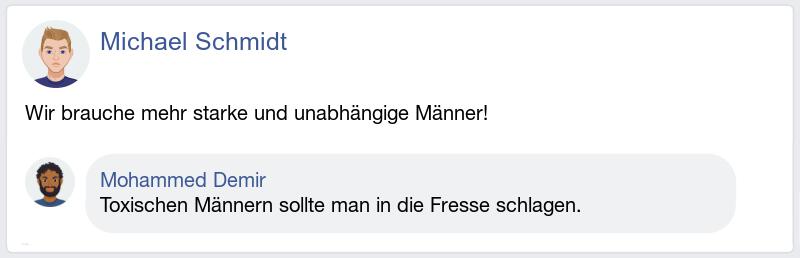 Michael Schmidt
Wir brauche mehr starke und unabhängige Männer!
Mohammed Demir
Toxischen Männern sollte man in die Fresse schlagen.